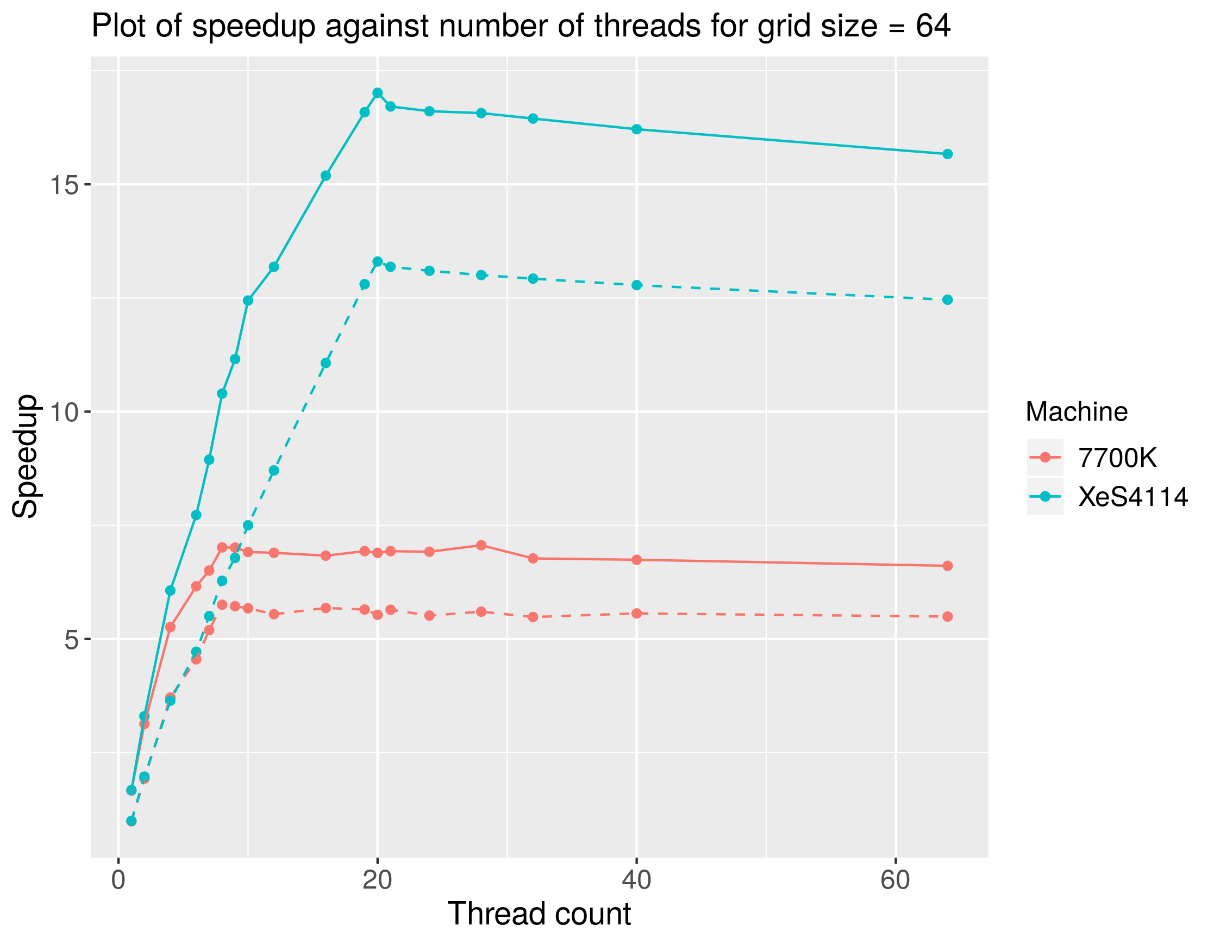 Plot of speedup against number of threads for grid size = 64
15
10
5
Speedup
0
20
40
60
Thread count
Machine
7700K
XeS4114